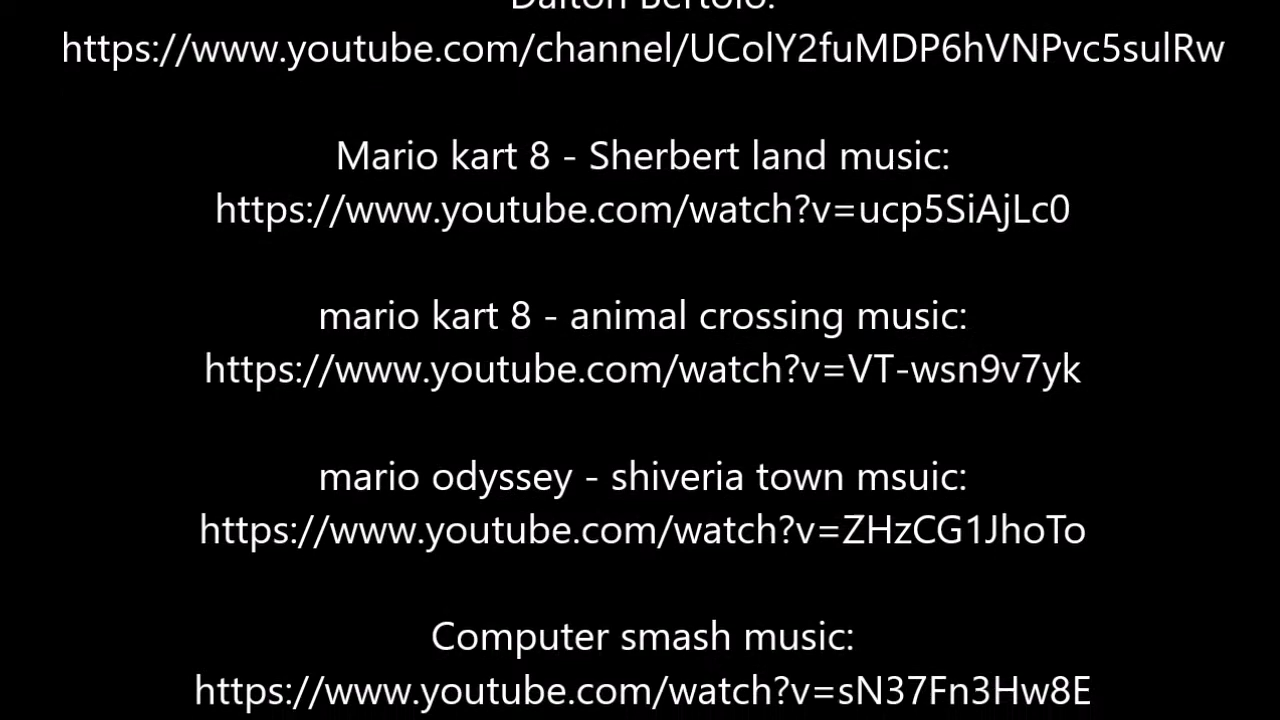 Dalton Bertolo:
https://www.youtube.com/channel/UColY2fuMDP6hVNPvc5sulRw
Mario kart 8 - Sherbert land music:
https://www.youtube.com/watch?v=ucp5SiAjLc0
mario kart 8 - animal crossing music:
https://www.youtube.com/watch?v=VT-wsn9v7yk
mario odyssey - shiveria town msuic:
https://www.youtube.com/watch?v=ZHzCG1JhoTo
Computer smash music:
https://www.youtube.com/watch?v=sN37Fn3Hw8E